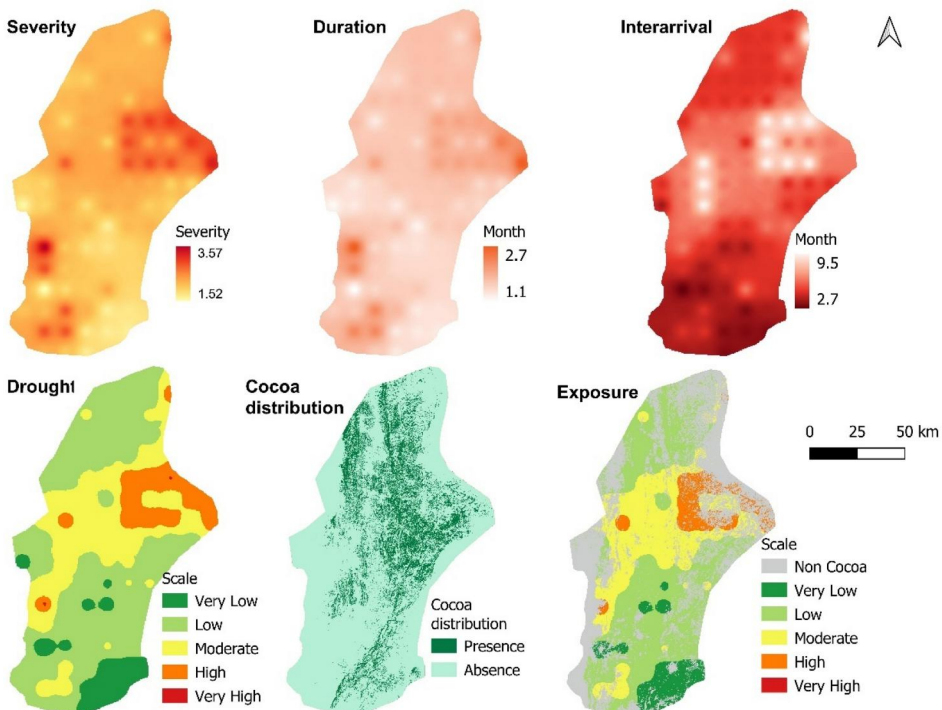 Severity
Duration
Interarrival
Severity
3.57
1.52
Month
2.7
1.1
Month
9.5
2.7
Drought
Cocoa
distribution
Exposure
0 25 50 km
Scale
Very Low
Low
Moderate
High
Very High
Cocoa
distribution
Presence
Absence
Scale
Non Cocoa
Very Low
Low
Moderate
High
Very High